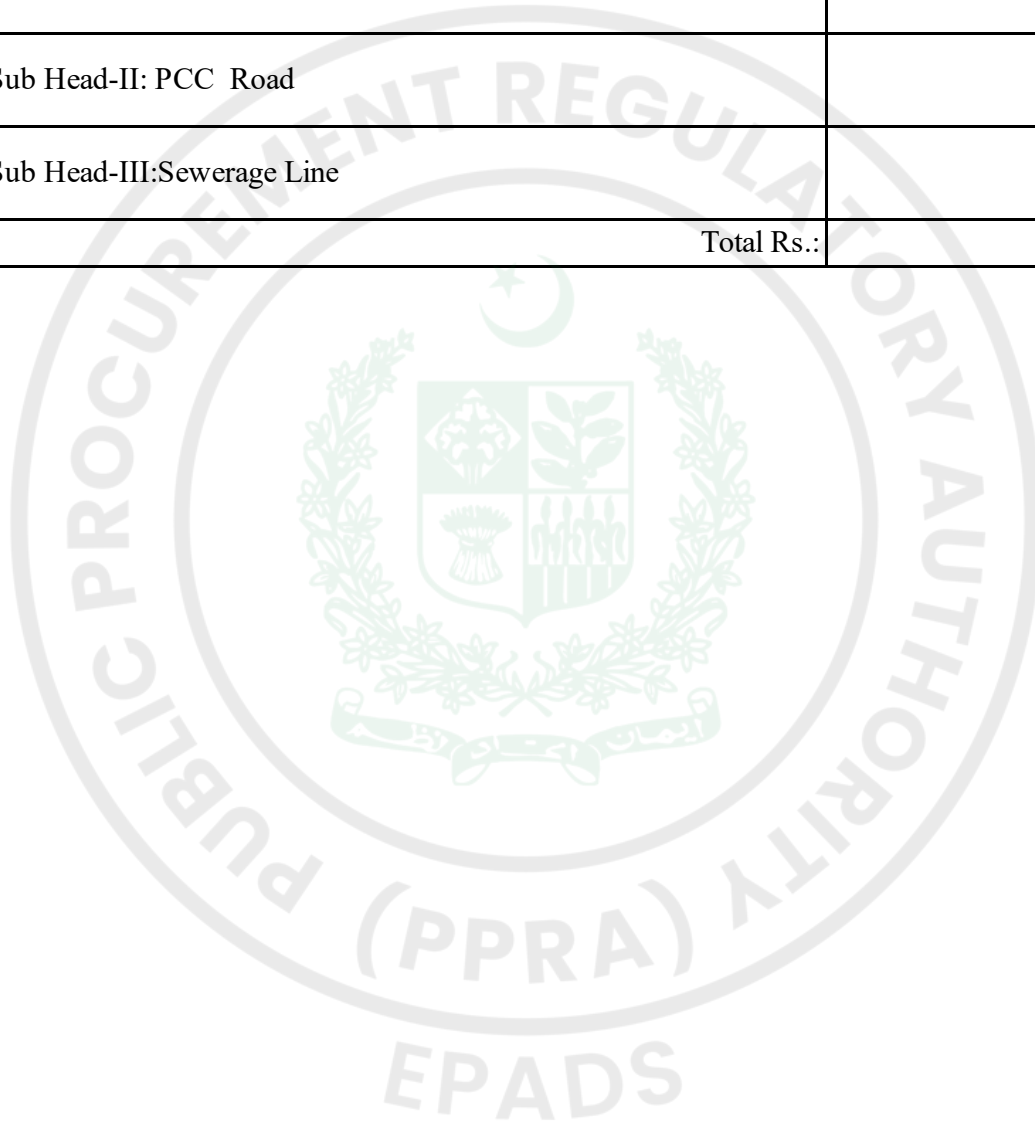 Sub Head-II: PCC  Road
Sub Head-III:Sewerage Line
Total Rs.:
PUBLIC PROCUREMENT REGULATORY AUTHORITY
(PPRA)
EPADS